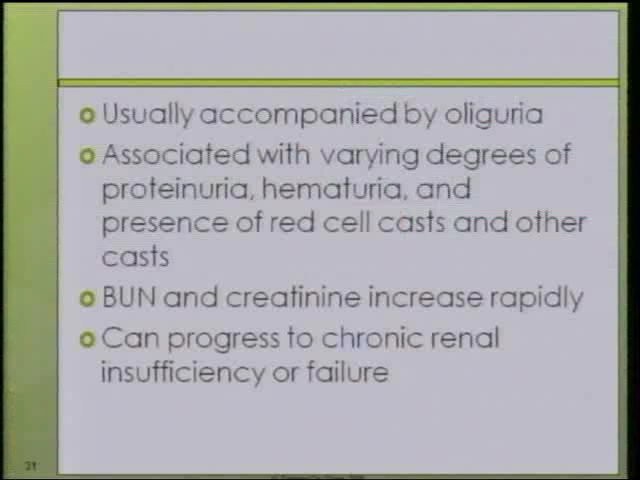 Usually accompanied by oliguria
Associated with varying degrees of
proteinuria, hematuria, and
presence of red cell casts and other
casts
BUN and creatinine increase rapidly
Can progress to chronic renal
insufficiency or failure
31